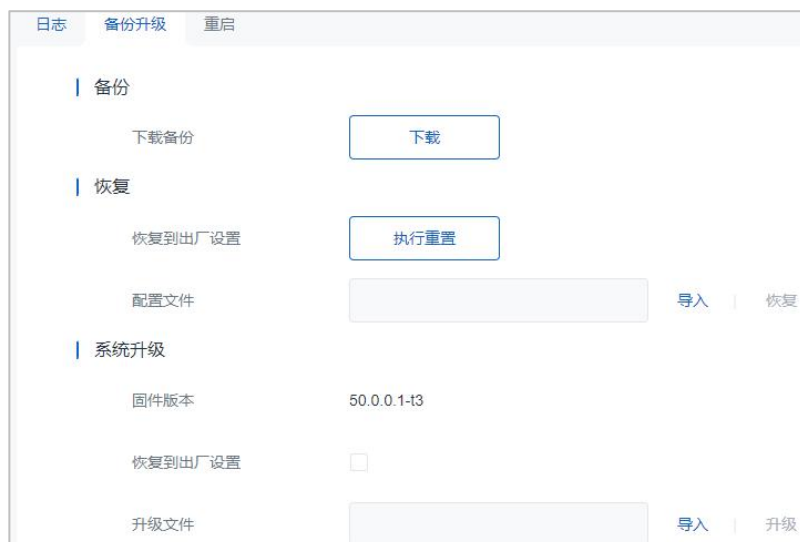 日志 备份升级 重启
备份
下载备份 下载
恢复
恢复到出厂设置 执行重置
配置文件 导入 恢复
系统升级
固件版本 50.0.0.1-t3
恢复到出厂设置
升级文件 导入 升级